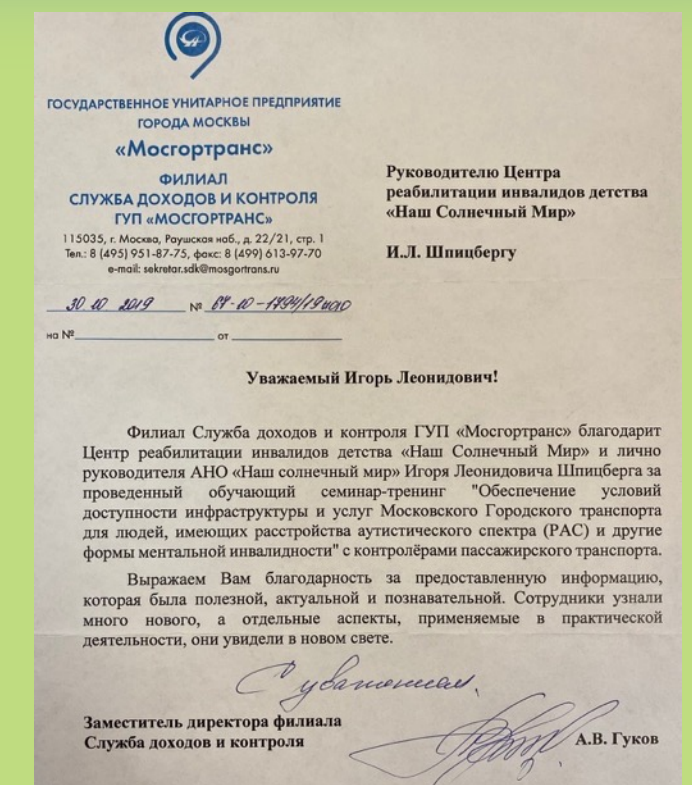 ГОСУДАРСТВЕННОЕ УНИТАРНОЕ ПРЕДПРИЯТИЕ
ГОРОДА МОСКВЫ
«Мосгортранс»
ФИЛИАЛ
СЛУЖБА ДОХОДОВ И КОНТРОЛЯ
ГУП «МОСГОРТРАНС»
115035, г. Москва, Раушская наб., д. 22/21, стр. 1
Тел.: 8 (495) 951-87-75, факс: 8 (499) 613-97-70
e-mail: sekretar.sdk@mosgortrans.ru
30.10 2019 №
на № от
Руководителю Центра
реабилитации инвалидов детства
«Наш Солнечный Мир»
И.Л. Шпицбергу
Уважаемый Игорь Леонидович!
Филиал Служба доходов и контроля ГУП «Мосгортранс» благодарит
Центр реабилитации инвалидов детства «Наш Солнечный Мир» и лично
руководителя АНО «Наш солнечный мир» Игоря Леонидовича Шпицберга за
проведенный обучающий семинар-тренинг "Обеспечение условий
доступности инфраструктуры и услуг Московского Городского транспорта
для людей, имеющих расстройства аутистического спектра (РАС) и другие
формы ментальной инвалидности" с контролёрами пассажирского транспорта.
Выражаем Вам благодарность за предоставленную информацию,
которая была полезной, актуальной и познавательной. Сотрудники узнали
много нового, а отдельные аспекты, применяемые в практической
деятельности, они увидели в новом свете.
С уважением,
Заместитель директора филиала
Служба доходов и контроля
А.В. Гуков